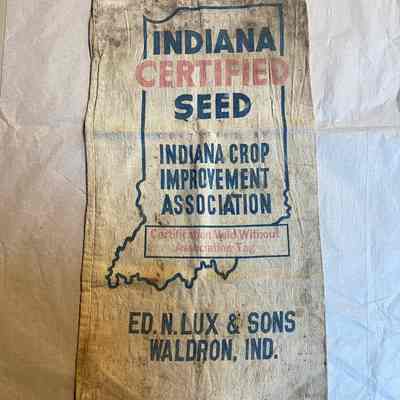 INDIANA
CERTIFIED
SEED
INDIANA CROP
IMPROVEMENT
ASSOCIATION
Certification Void Without
Association Tag
ED. N. LUX & SONS
WALDRON, IND.